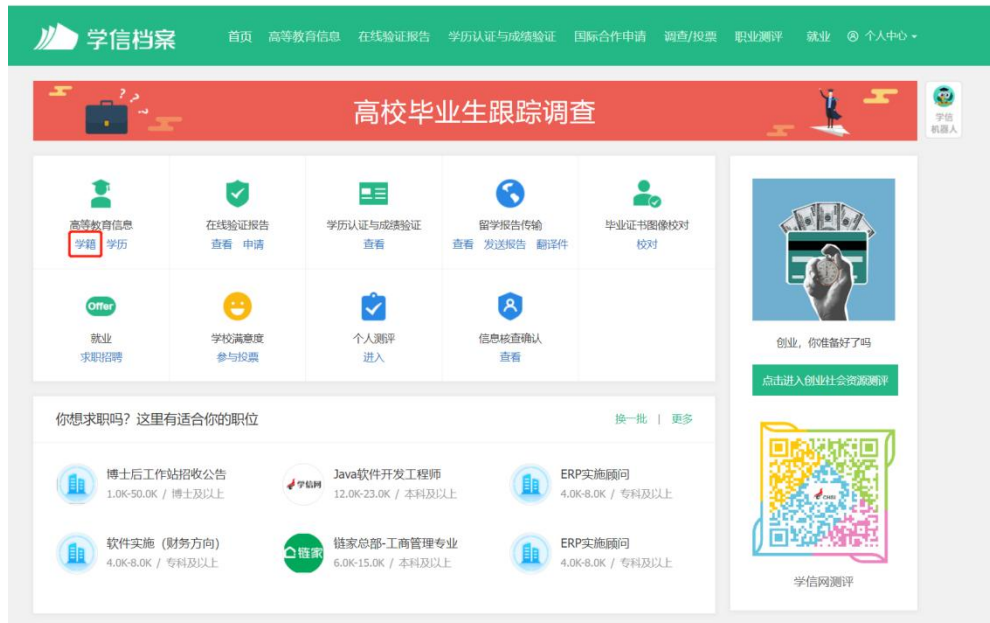 学信档案
首页 高等教育信息 在线验证报告 学历认证与成绩验证 国际合作申请 调查/投票 职业测评 就业 个人中心
? ? ?
高校毕业生跟踪调查
学信
机器人
高等教育信息 在线验证报告 学历认证与成绩验证 留学报告传输 毕业证书图像校对
学籍 学历 查看 申请 查看 查看 发送报告 翻译件 校对
Offer
就业 学校满意度 个人测评 信息核查确认
求职招聘 参与投票 进入 查看
创业，你准备好了吗
点击进入创业社会资源测评
你想求职吗？这里有适合你的职位 换一批 | 更多
博士后工作站招收公告
1.0K-50.0K / 博士及以上
学信网
Java软件开发工程师
12.0K-23.0K / 本科及以上
ERP实施顾问
4.0K-8.0K / 专科及以上
软件实施（财务方向）
4.0K-8.0K / 专科及以上
链家
链家总部-工商管理专业
6.0K-15.0K / 本科及以上
ERP实施顾问
4.0K-8.0K / 专科及以上
CHSI
学信网测评